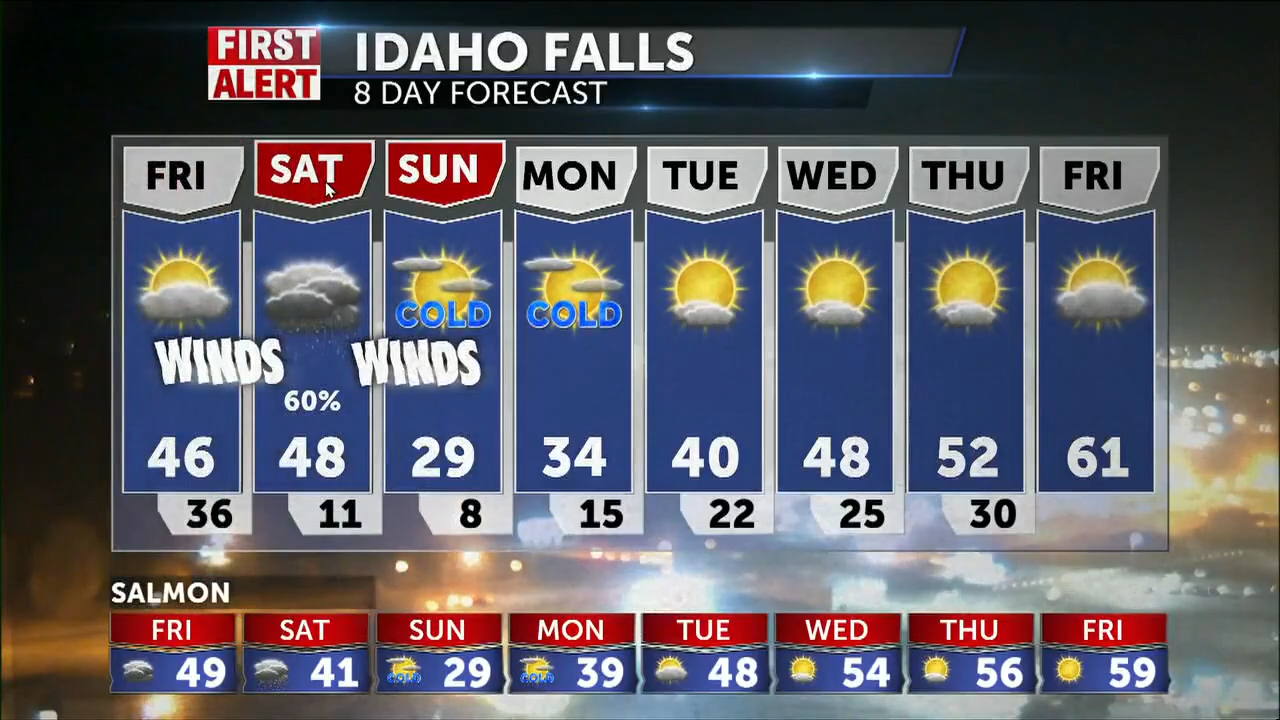 FIRST
ALERT
IDAHO FALLS
8 DAY FORECAST
FRI SAT SUN MON TUE WED THU FRI
COLD COLD
WINDS WINDS
60%
46 48 29 34 40 48 52 61
36 11 8 15 22 25 30
SALMON
FRI SAT SUN MON TUE WED THU FRI
49 41 COLD 29 COLD 39 48 54 56 59